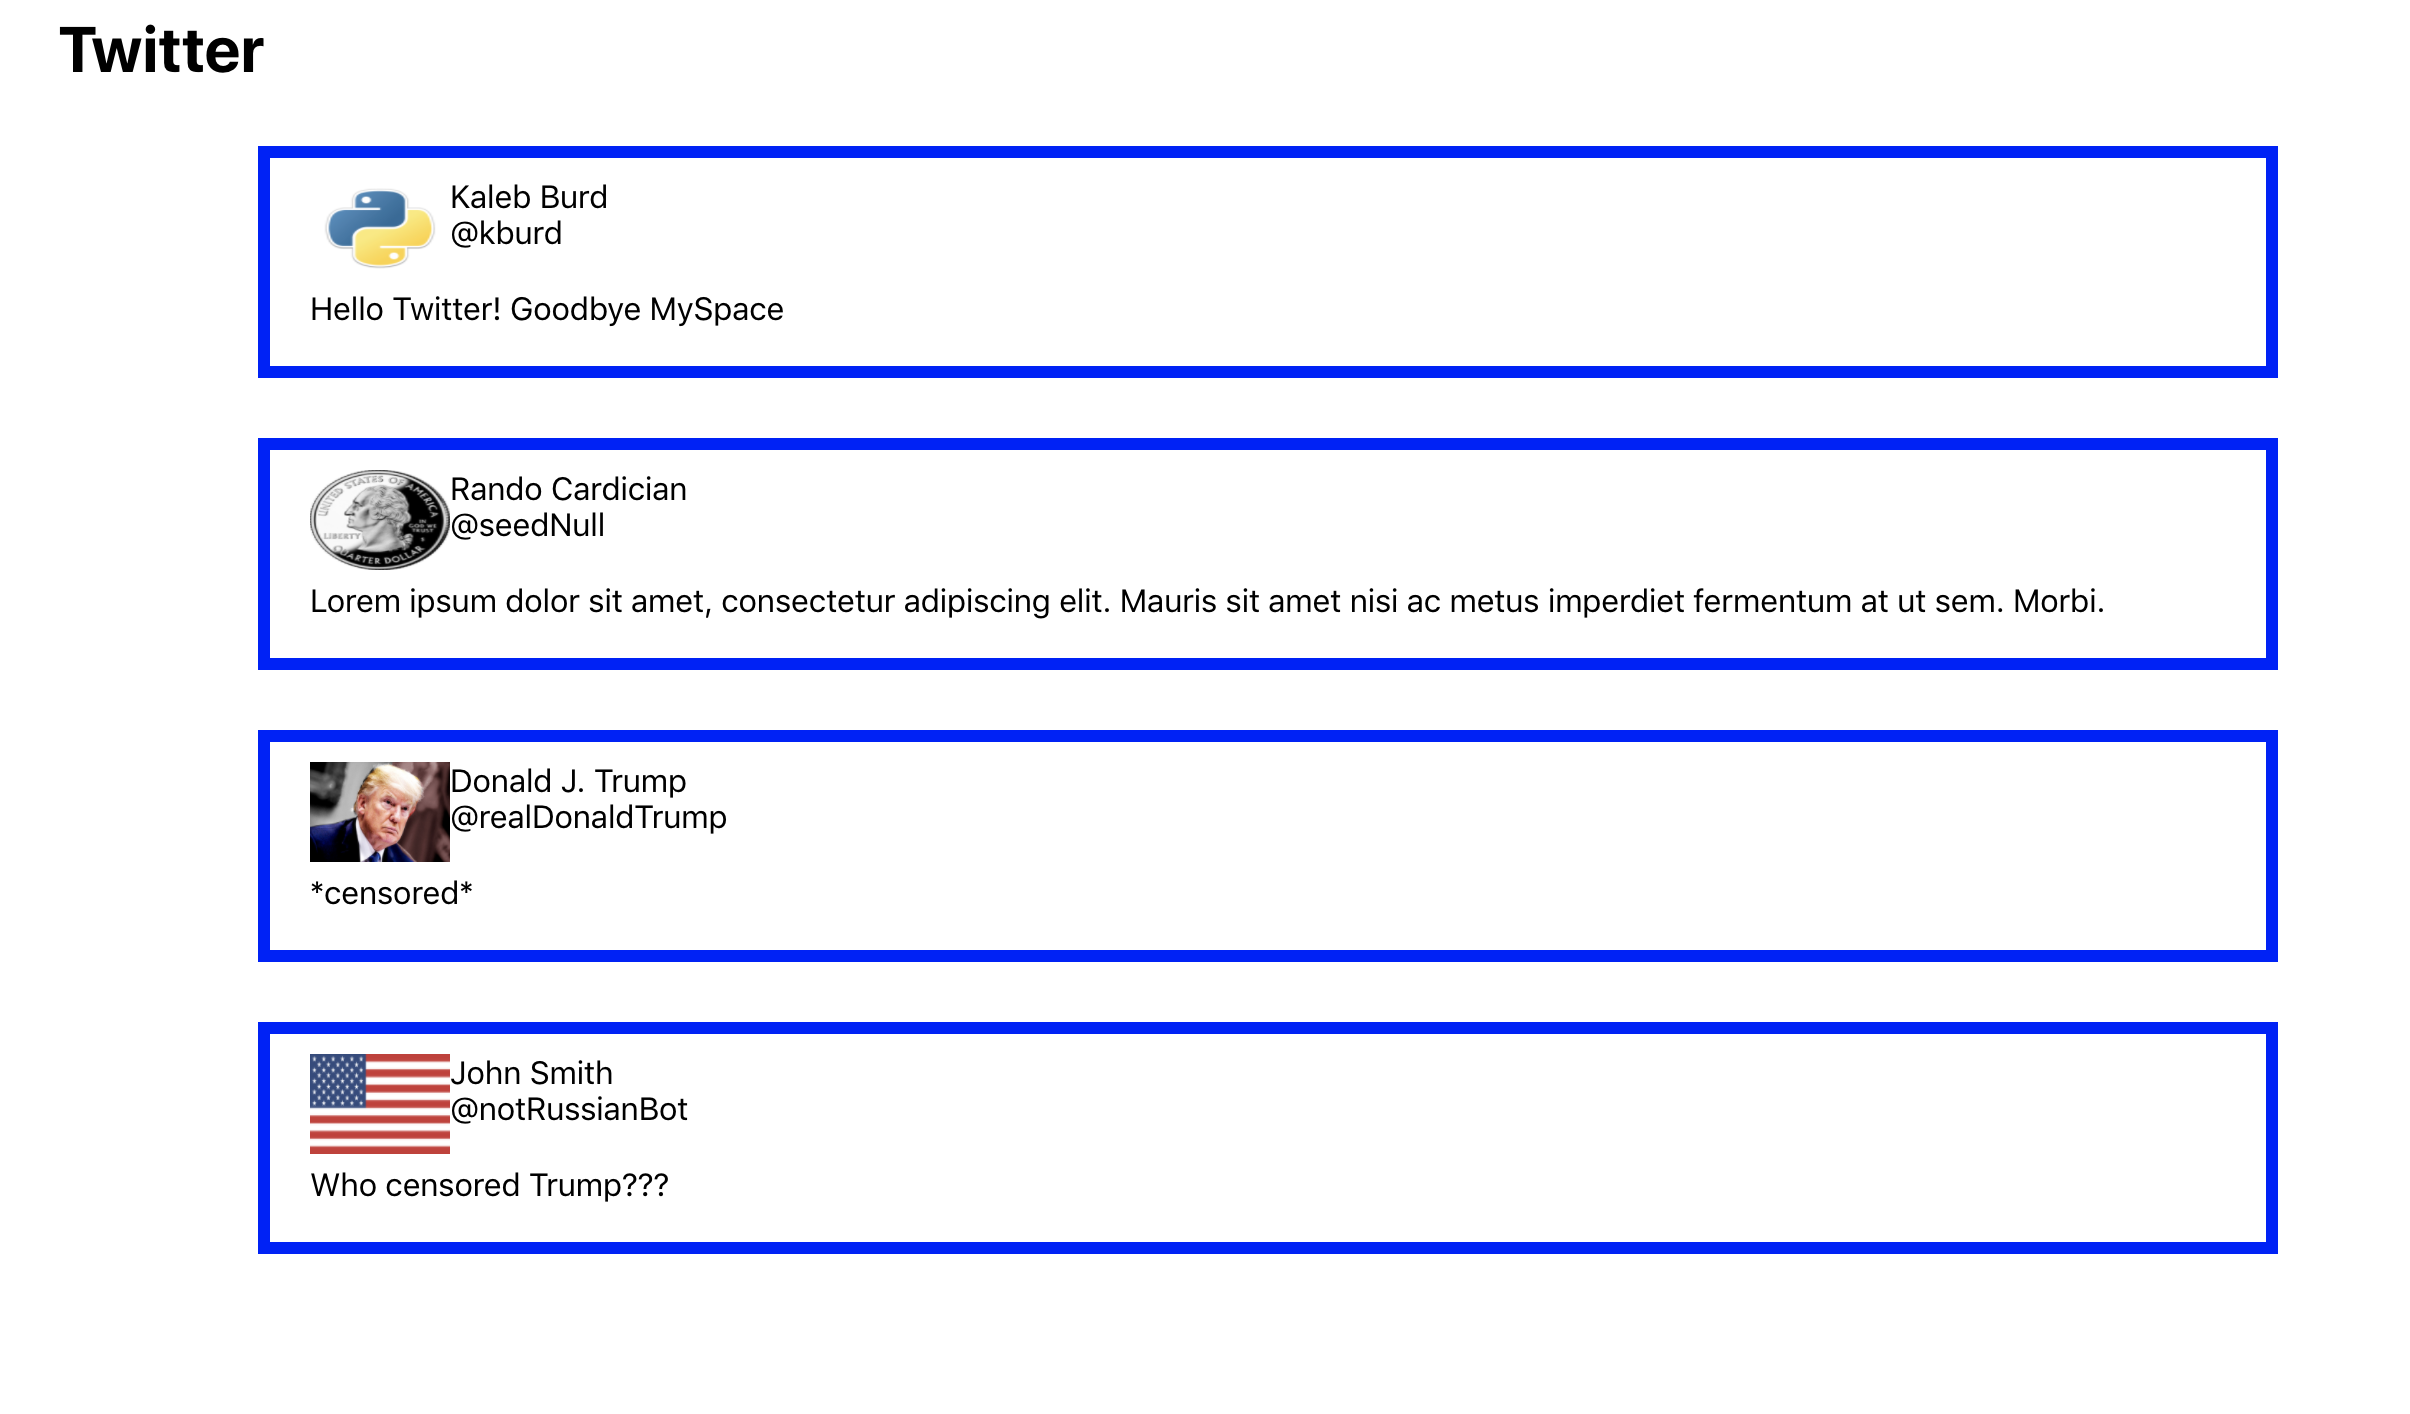 Twitter
Kaleb Burd
@kburd
Hello Twitter! Goodbye MySpace
UNITED STATES OF AMERICA
LIBERTY
IN GOD WE TRUST
QUARTER DOLLAR
Rando Cardician
@seedNull
Lorem ipsum dolor sit amet, consectetur adipiscing elit. Mauris sit amet nisi ac metus imperdiet fermentum at ut sem. Morbi.
Donald J. Trump
@realDonaldTrump
*censored*
John Smith
@notRussianBot
Who censored Trump???